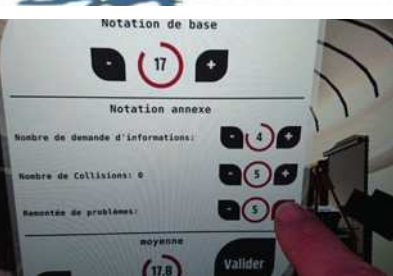 Notation de base
- 17 +
Notation annexe
Nombre de demande d'informations: - 4 +
Nombre de Collisions: 0 - 5 +
Remontée de problèmes: - 5
moyenne
17.8 Valider